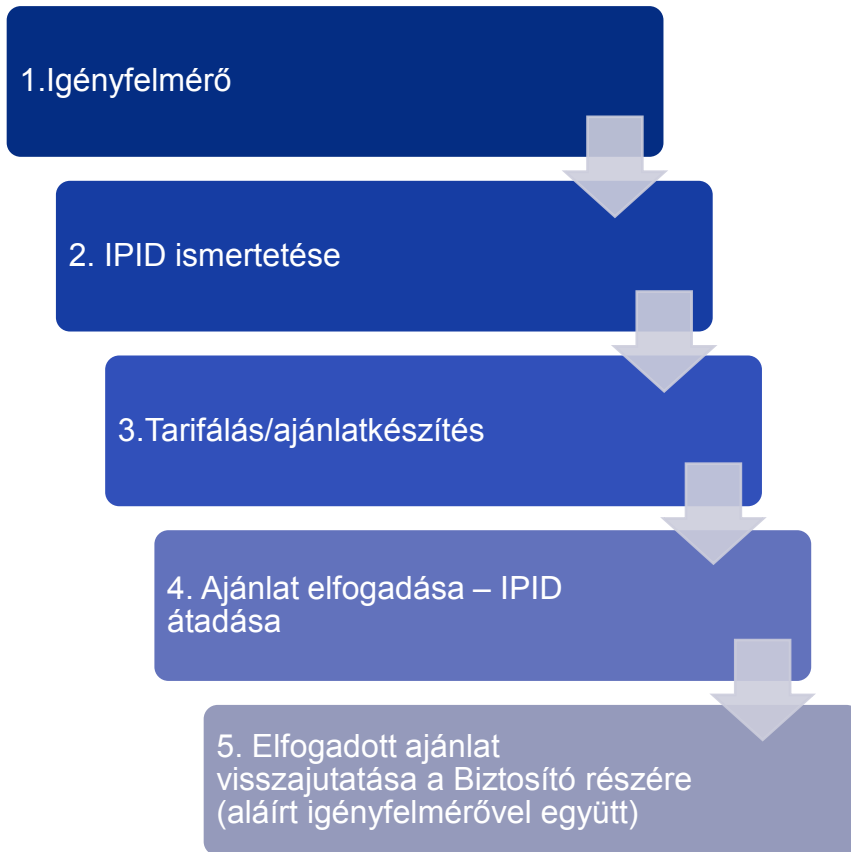 1.Igényfelmérő
2. IPID ismertetése
3.Tarifálás/ajánlatkészítés
4. Ajánlat elfogadása – IPID
átadása
5. Elfogadott ajánlat
visszajutatása a Biztosító részére
(aláírt igényfelmérővel együtt)